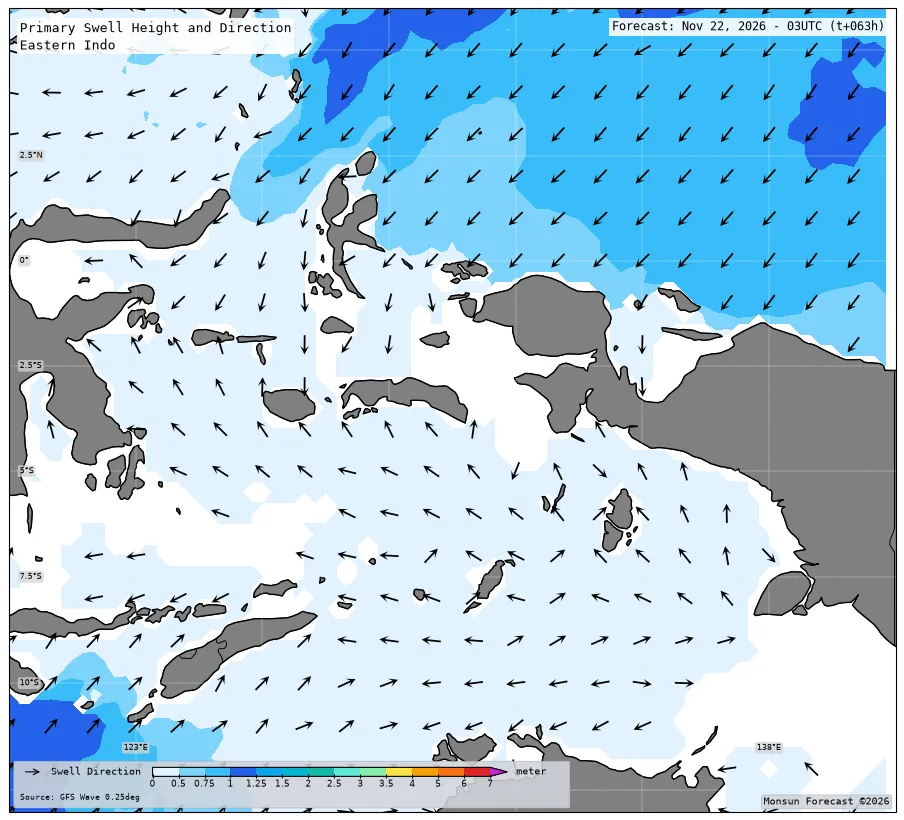 Primary Swell Height and Direction
Eastern Indo
Forecast: Nov 22, 2026 - 03UTC (t+063h)
2.5°N
0°
2.5°S
5°S
7.5°S
10°S
123°E
138°E
Swell Direction
meter
0 0.5 0.75 1 1.25 1.5 2 2.5 3 3.5 4 5 6 7
Source: GFS Wave 0.25deg
Monsun Forecast ©2026